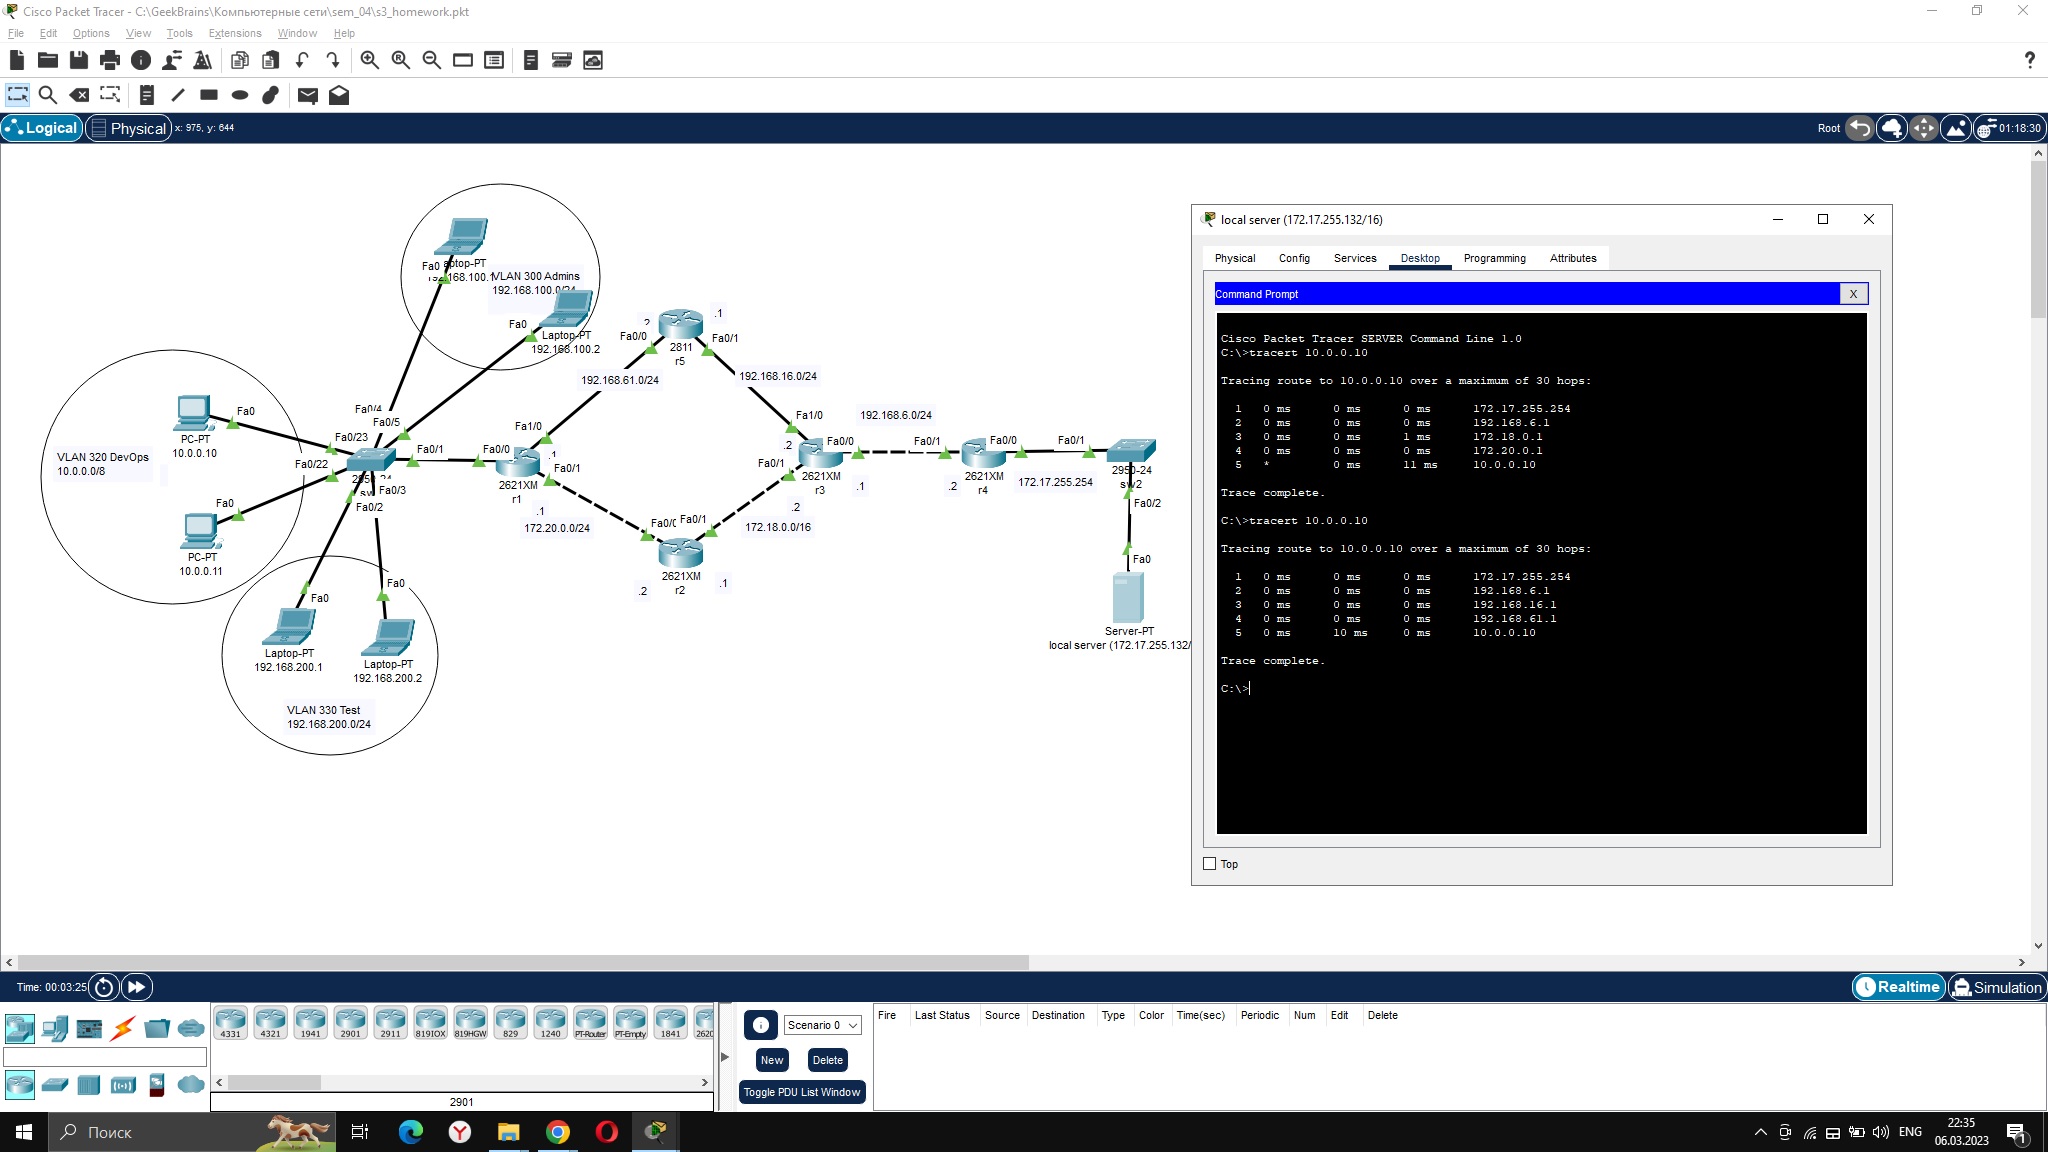 Cisco Packet Tracer - C:\GeekBrains\Компьютерные сети\sem_04\s3_homework.pkt
File Edit Options View Tools Extensions Window Help
Logical Physical x: 975, y: 644
Root 01:18:30
Laptop-PT
VLAN 300 Admins
192.168.100.0/24
Fa0
Fa0
Laptop-PT
192.168.100.2
Fa0
PC-PT
10.0.0.10
VLAN 320 DevOps
10.0.0.0/8
Fa0
PC-PT
10.0.0.11
Fa0/4
Fa0/5
Fa0/23
Fa0/22
Fa0/1
Fa0/3
Fa0/2
Fa0
Fa0
Laptop-PT
192.168.200.1
Laptop-PT
192.168.200.2
VLAN 330 Test
192.168.200.0/24
Fa0/0
Fa1/0
.1
Fa0/1
2621XM
r1
.1
172.20.0.0/24
.2
.1
Fa0/0
Fa0/1
2811
r5
192.168.61.0/24
192.168.16.0/24
Fa0/0
Fa0/1
2621XM
r2
.2
.1
172.18.0.0/16
Fa1/0
.2
Fa0/0
Fa0/1
2621XM
r3
.2
.1
192.168.6.0/24
Fa0/1
Fa0/0
2621XM
r4
.2
172.17.255.254
Fa0/1
2950-24
sw2
Fa0/2
Fa0
Server-PT
local server (172.17.255.132/
local server (172.17.255.132/16)
Physical Config Services Desktop Programming Attributes
Command Prompt X
Cisco Packet Tracer SERVER Command Line 1.0
C:\>tracert 10.0.0.10
Tracing route to 10.0.0.10 over a maximum of 30 hops:
1 0 ms 0 ms 0 ms 172.17.255.254
2 0 ms 0 ms 0 ms 192.168.6.1
3 0 ms 0 ms 1 ms 172.18.0.1
4 0 ms 0 ms 0 ms 172.20.0.1
5 * 0 ms 11 ms 10.0.0.10
Trace complete.
C:\>tracert 10.0.0.10
Tracing route to 10.0.0.10 over a maximum of 30 hops:
1 0 ms 0 ms 0 ms 172.17.255.254
2 0 ms 0 ms 0 ms 192.168.6.1
3 0 ms 0 ms 0 ms 192.168.16.1
4 0 ms 0 ms 0 ms 192.168.61.1
5 0 ms 10 ms 0 ms 10.0.0.10
Trace complete.
C:\>
Top
Time: 00:03:25
Realtime Simulation
4331 4321 1941 2901 2911 819IOX 819HGW 829 1240 PT-Router PT-Empty 1841
2901
Scenario 0
New Delete
Toggle PDU List Window
Fire Last Status Source Destination Type Color Time(sec) Periodic Num Edit Delete
Поиск
ENG
22:35
06.03.2023
1